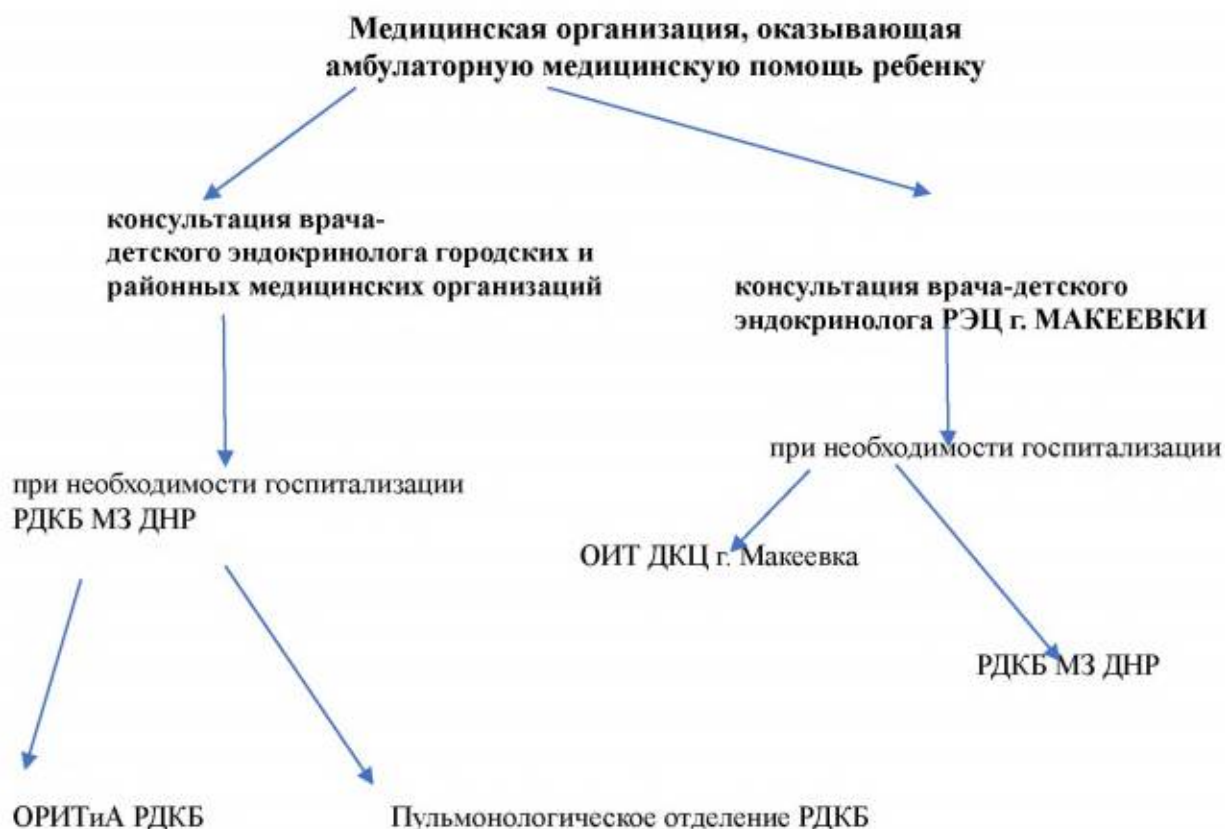 Медицинская организация, оказывающая
амбулаторную медицинскую помощь ребенку
консультация врача-
детского эндокринолога городских и
районных медицинских организаций
консультация врача-детского
эндокринолога РЭЦ г. МАКЕЕВКИ
при необходимости госпитализации
при необходимости госпитализации
РДКБ МЗ ДНР
ОИТ ДКЦ г. Макеевка
РДКБ МЗ ДНР
ОРИТиА РДКБ
Пульмонологическое отделение РДКБ